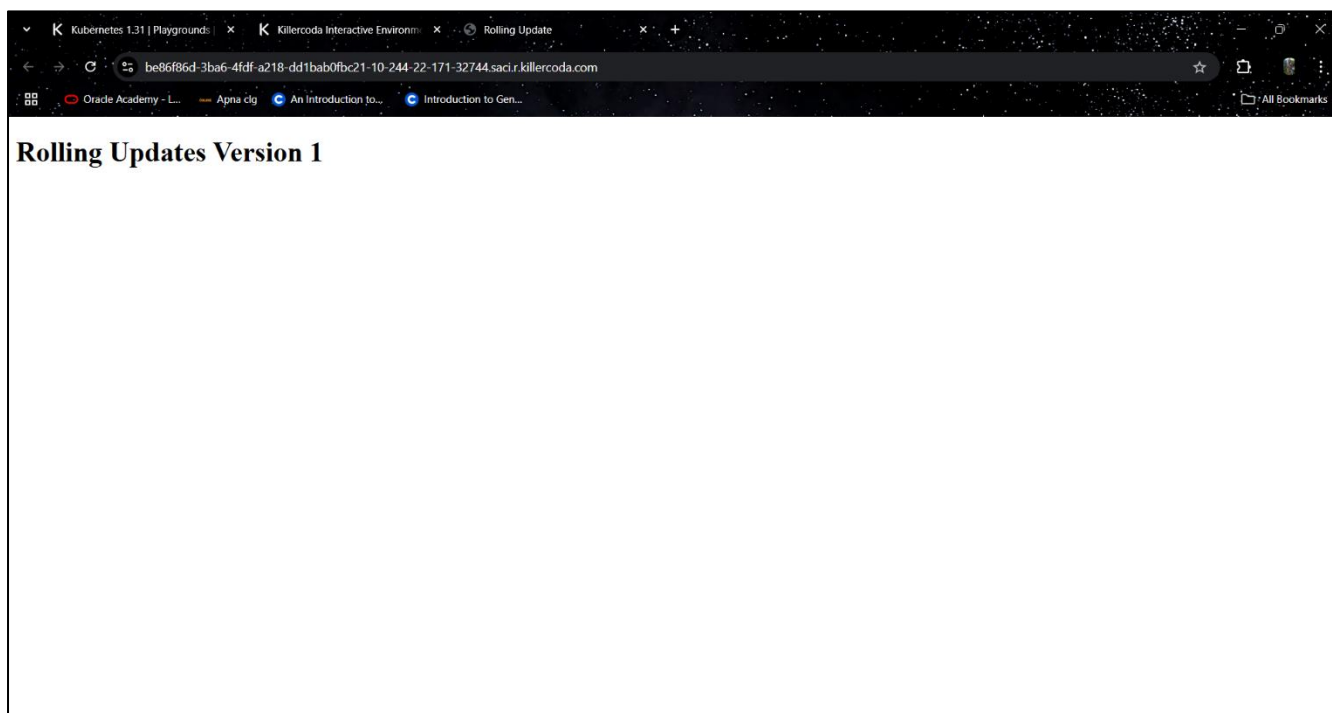 Kubernetes 1.31 | Playgrounds | Killercoda Interactive Environm Rolling Update
be86f86d-3ba6-4fdf-a218-dd1bab0fbc21-10-244-22-171-32744.saci.r.killercoda.com
Oracle Academy - L... Apna clg An Introduction to... Introduction to Gen... All Bookmarks
Rolling Updates Version 1